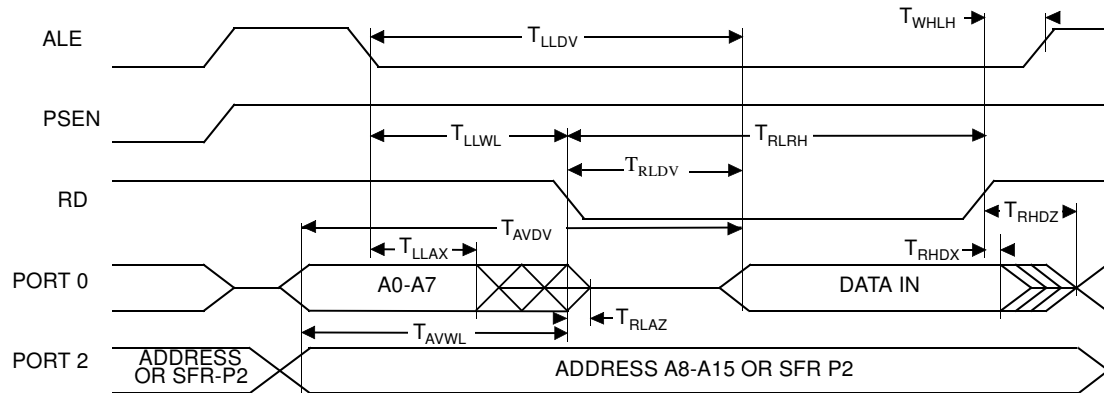 ALE
T_LLDV
T_WHLH
PSEN
T_LLWL
T_RLRH
T_RLDV
RD
T_AVDV
T_RHDZ
T_LLAX
T_RHDX
PORT 0
A0-A7
DATA IN
T_RLAZ
T_AVWL
PORT 2
ADDRESS
OR SFR-P2
ADDRESS A8-A15 OR SFR P2